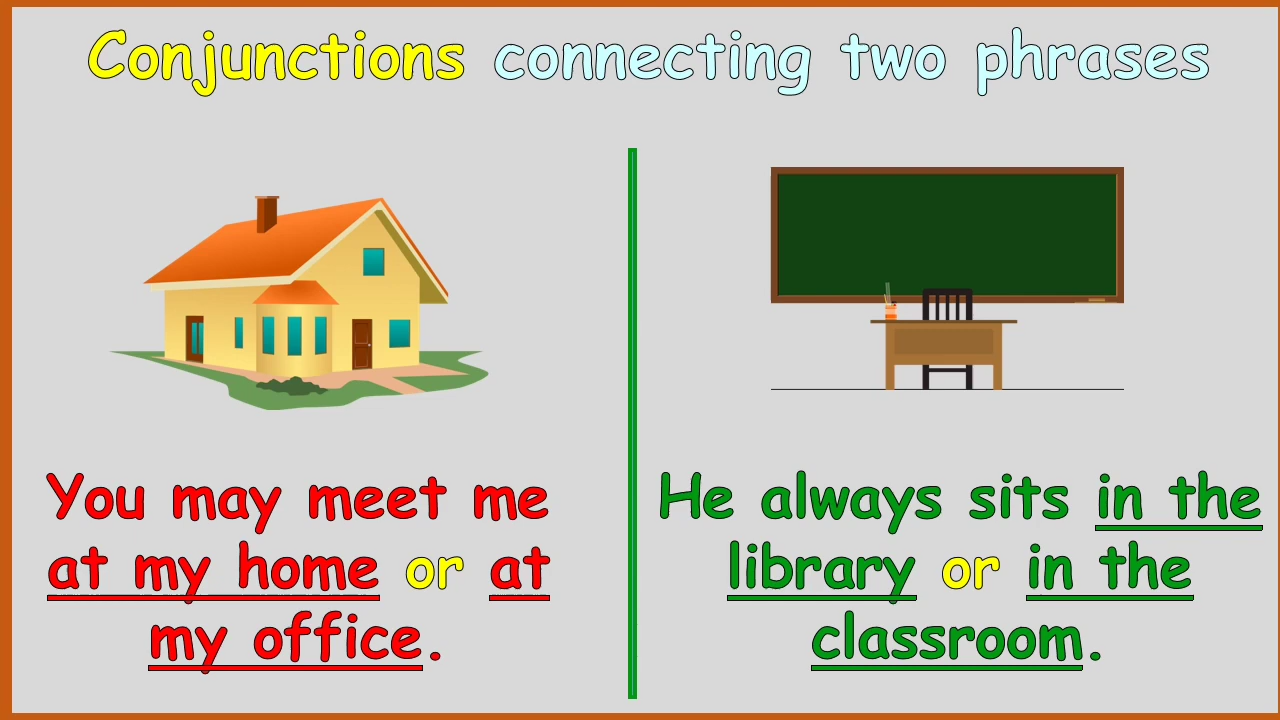 Conjunctions connecting two phrases
You may meet me
at my home or at
my office.
He always sits in the
library or in the
classroom.